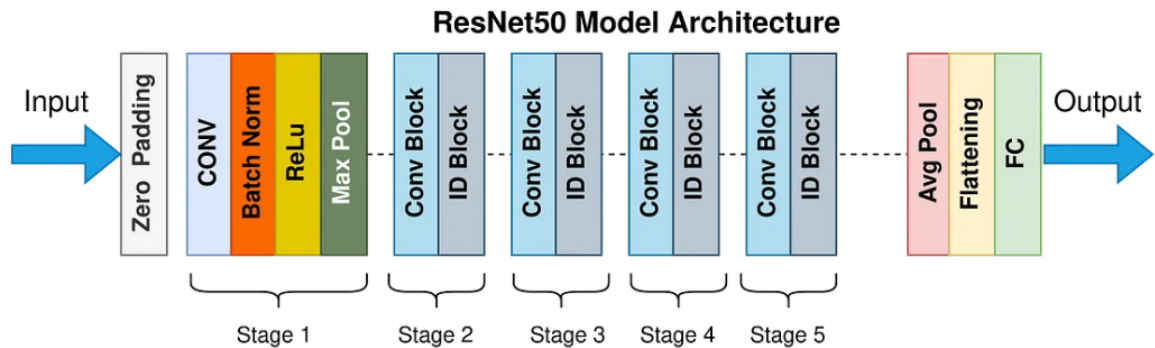 ResNet50 Model Architecture
Input
Zero Padding
CONV
Batch Norm
ReLu
Max Pool
Conv Block
ID Block
Conv Block
ID Block
Conv Block
ID Block
Conv Block
ID Block
Avg Pool
Flattening
FC
Output
Stage 1
Stage 2
Stage 3
Stage 4
Stage 5